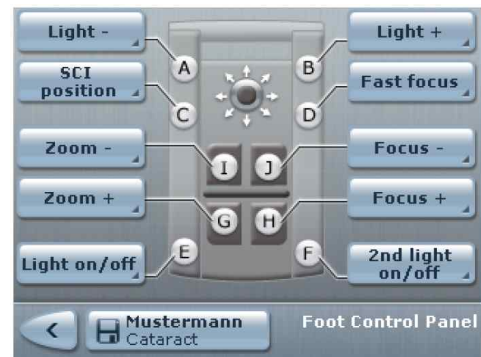 Light -
Light +
A
B
SCI
position
Fast focus
C
D
Zoom -
Focus -
I
J
Zoom +
Focus +
G
H
Light on/off
E
F
2nd light
on/off
Mustermann
Cataract
Foot Control Panel